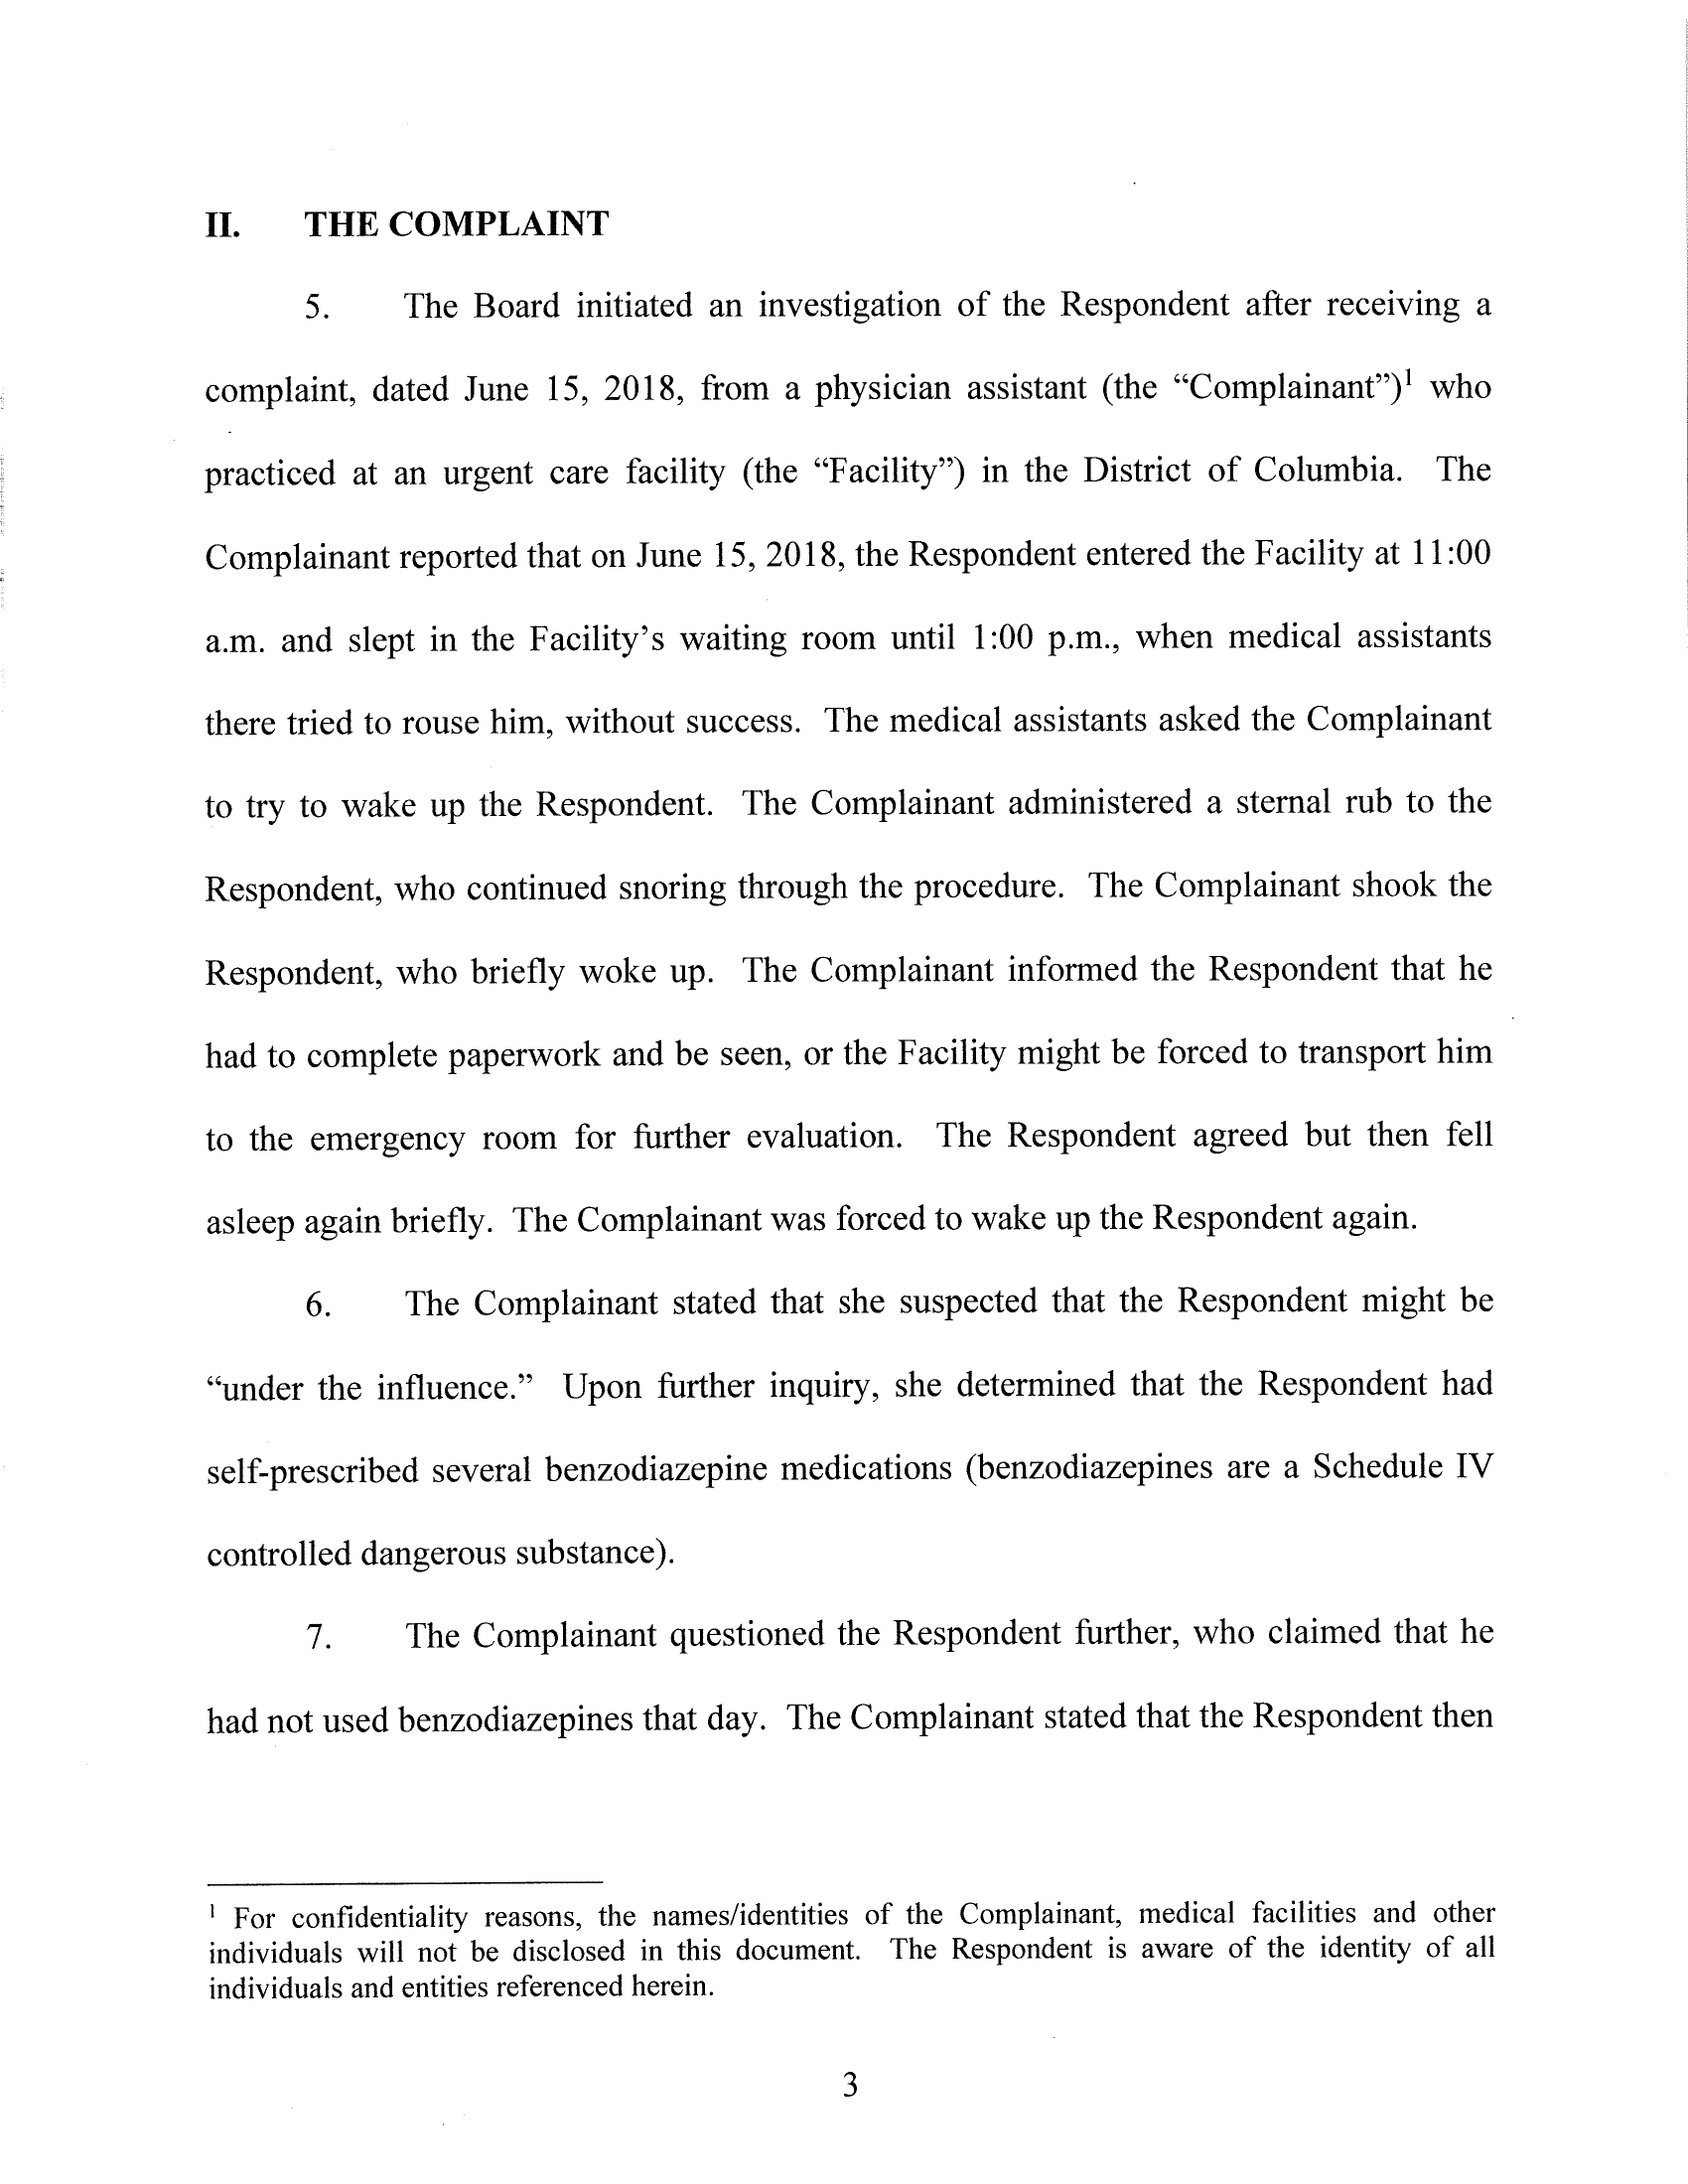 II. THE COMPLAINT
5. The Board initiated an investigation of the Respondent after receiving a
complaint, dated June 15, 2018, from a physician assistant (the “Complainant”)¹ who
practiced at an urgent care facility (the “Facility”) in the District of Columbia. The
Complainant reported that on June 15, 2018, the Respondent entered the Facility at 11:00
a.m. and slept in the Facility’s waiting room until 1:00 p.m., when medical assistants
there tried to rouse him, without success. The medical assistants asked the Complainant
to try to wake up the Respondent. The Complainant administered a sternal rub to the
Respondent, who continued snoring through the procedure. The Complainant shook the
Respondent, who briefly woke up. The Complainant informed the Respondent that he
had to complete paperwork and be seen, or the Facility might be forced to transport him
to the emergency room for further evaluation. The Respondent agreed but then fell
asleep again briefly. The Complainant was forced to wake up the Respondent again.
6. The Complainant stated that she suspected that the Respondent might be
“under the influence.” Upon further inquiry, she determined that the Respondent had
self-prescribed several benzodiazepine medications (benzodiazepines are a Schedule IV
controlled dangerous substance).
7. The Complainant questioned the Respondent further, who claimed that he
had not used benzodiazepines that day. The Complainant stated that the Respondent then
¹ For confidentiality reasons, the names/identities of the Complainant, medical facilities and other
individuals will not be disclosed in this document. The Respondent is aware of the identity of all
individuals and entities referenced herein.
3